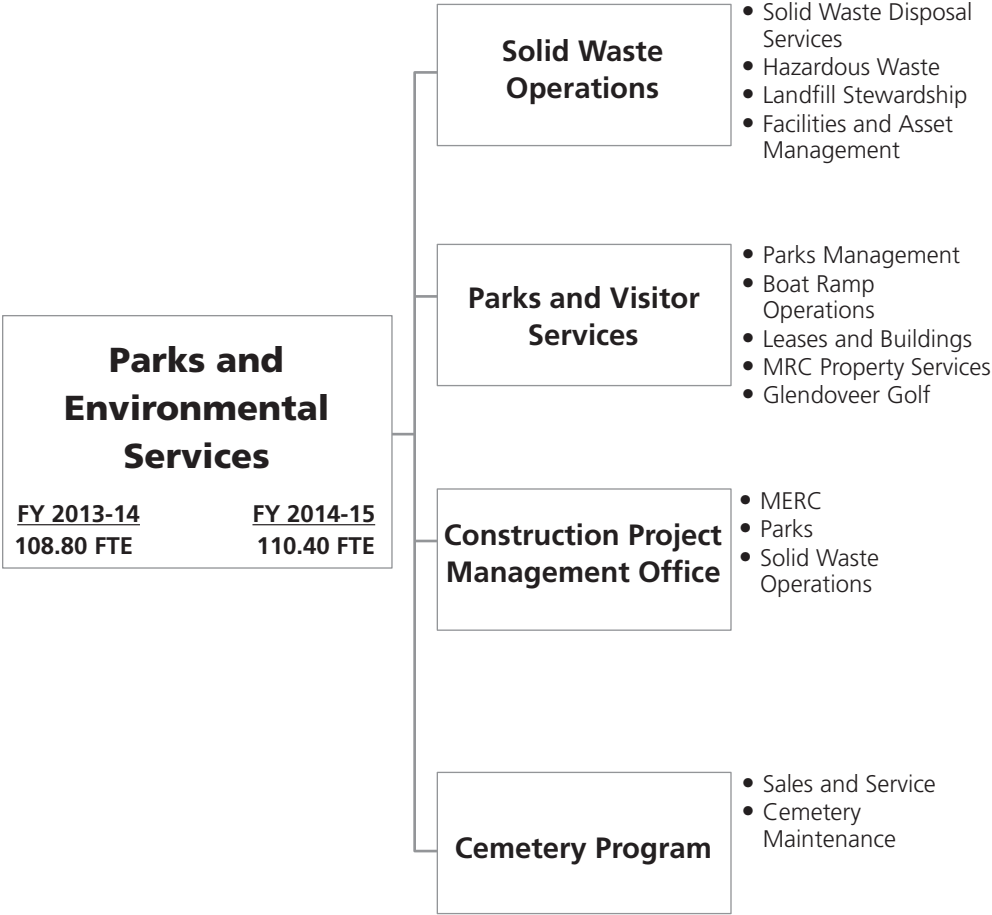 Parks and
Environmental
Services
FY 2013-14
108.80 FTE
FY 2014-15
110.40 FTE
Solid Waste
Operations
• Solid Waste Disposal
Services
• Hazardous Waste
• Landfill Stewardship
• Facilities and Asset
Management
Parks and Visitor
Services
• Parks Management
• Boat Ramp
Operations
• Leases and Buildings
• MRC Property Services
• Glendoveer Golf
Construction Project
Management Office
• MERC
• Parks
• Solid Waste
Operations
Cemetery Program
• Sales and Service
• Cemetery
Maintenance